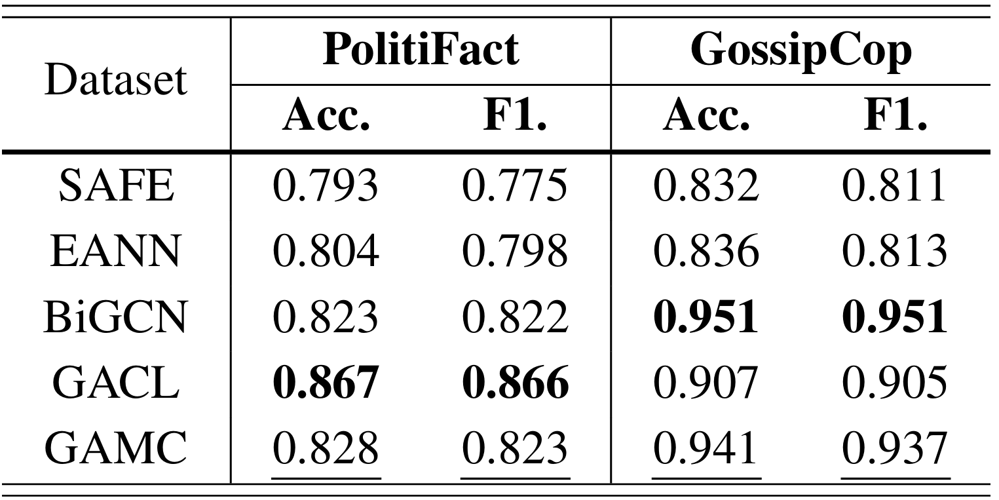 Dataset PolitiFact GossipCop
Acc. F1. Acc. F1.
SAFE 0.793 0.775 0.832 0.811
EANN 0.804 0.798 0.836 0.813
BiGCN 0.823 0.822 0.951 0.951
GACL 0.867 0.866 0.907 0.905
GAMC 0.828 0.823 0.941 0.937